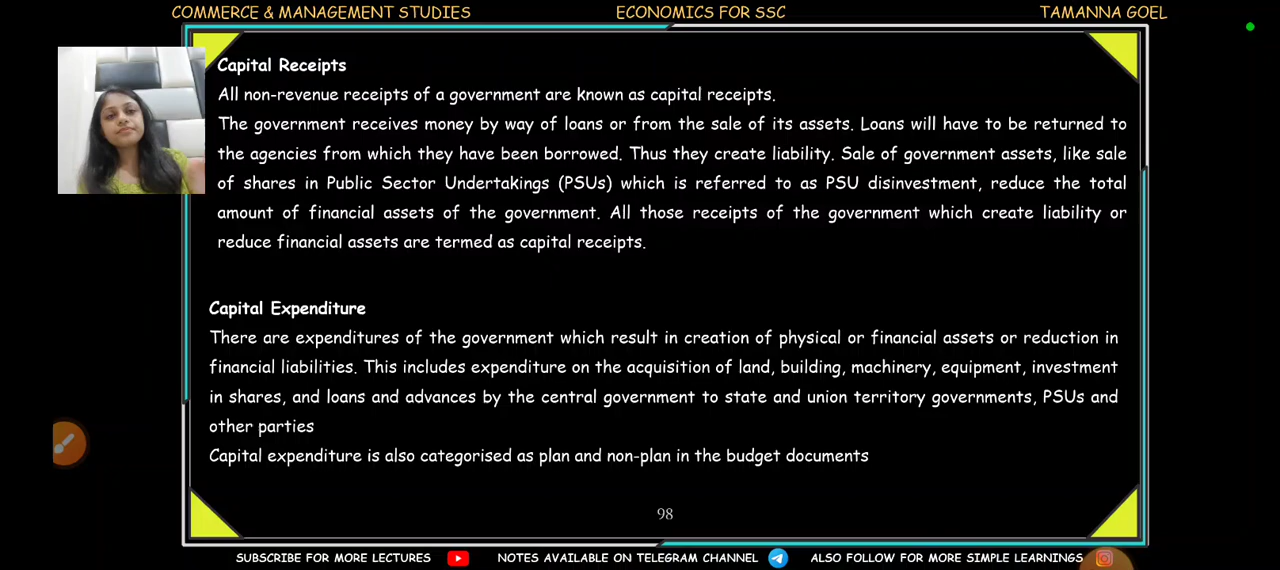 COMMERCE & MANAGEMENT STUDIES ECONOMICS FOR SSC TAMANNA GOEL
Capital Receipts
All non-revenue receipts of a government are known as capital receipts.
The government receives money by way of loans or from the sale of its assets. Loans will have to be returned to
the agencies from which they have been borrowed. Thus they create liability. Sale of government assets, like sale
of shares in Public Sector Undertakings (PSUs) which is referred to as PSU disinvestment, reduce the total
amount of financial assets of the government. All those receipts of the government which create liability or
reduce financial assets are termed as capital receipts.
Capital Expenditure
There are expenditures of the government which result in creation of physical or financial assets or reduction in
financial liabilities. This includes expenditure on the acquisition of land, building, machinery, equipment, investment
in shares, and loans and advances by the central government to state and union territory governments, PSUs and
other parties
Capital expenditure is also categorised as plan and non-plan in the budget documents
98
SUBSCRIBE FOR MORE LECTURES NOTES AVAILABLE ON TELEGRAM CHANNEL ALSO FOLLOW FOR MORE SIMPLE LEARNINGS